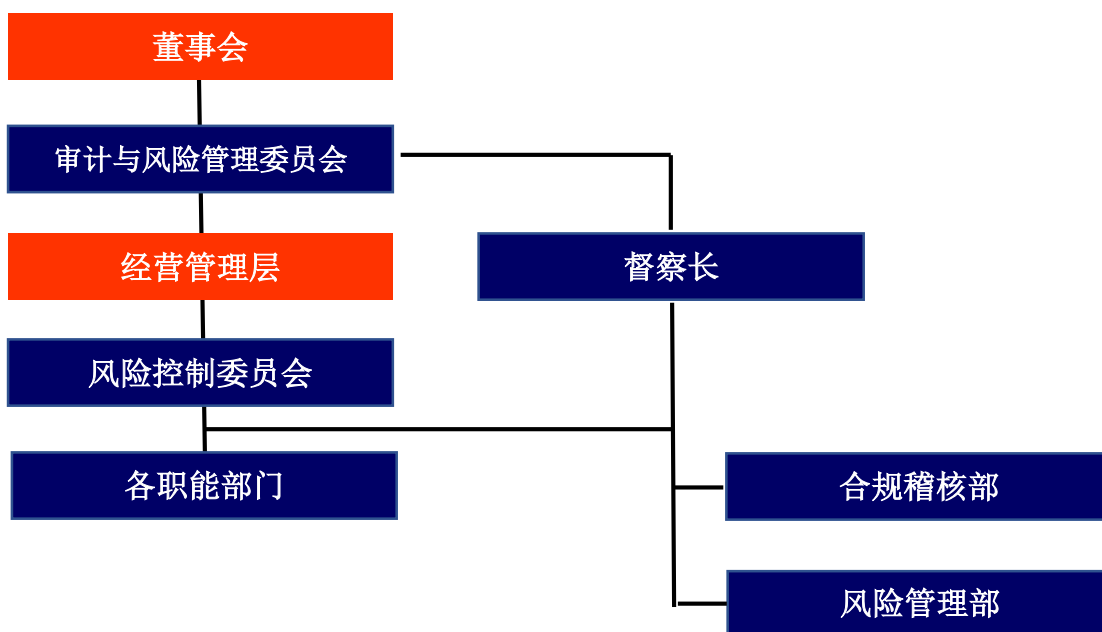 董事会
审计与风险管理委员会
经营管理层
督察长
风险控制委员会
各职能部门
合规稽核部
风险管理部